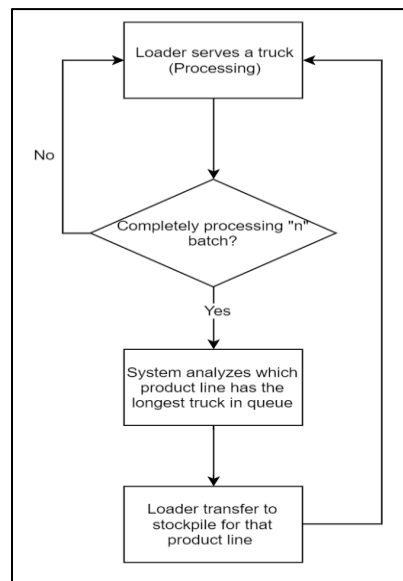 Loader serves a truck
(Processing)
No
Completely processing "n"
batch?
Yes
System analyzes which
product line has the
longest truck in queue
Loader transfer to
stockpile for that
product line